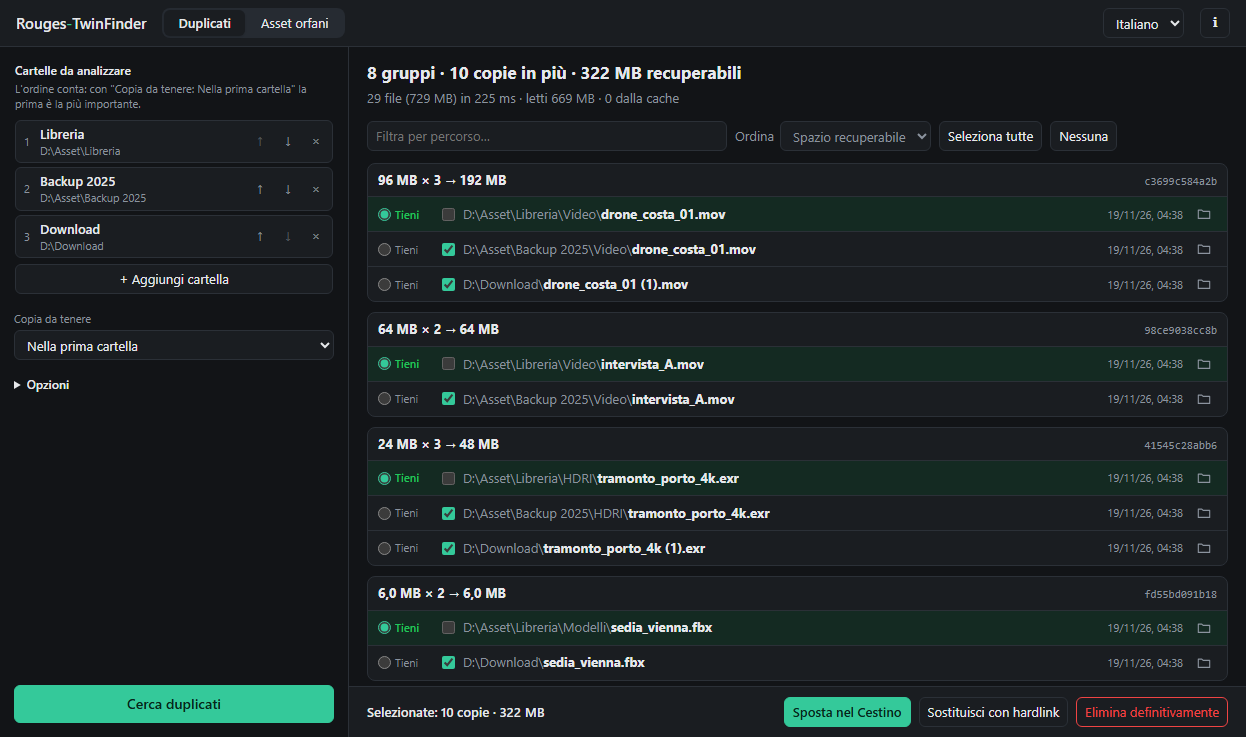 Rouges-TwinFinder
Duplicati
Asset orfani
Italiano
i
Cartelle da analizzare
L'ordine conta: con "Copia da tenere: Nella prima cartella" la
prima è la più importante.
1 Libreria ↑ ↓ ×
D:\Asset\Libreria
2 Backup 2025 ↑ ↓ ×
D:\Asset\Backup 2025
3 Download ↑ ↓ ×
D:\Download
+ Aggiungi cartella
Copia da tenere
Nella prima cartella
Opzioni
Cerca duplicati
8 gruppi · 10 copie in più · 322 MB recuperabili
29 file (729 MB) in 225 ms · letti 669 MB · 0 dalla cache
Filtra per percorso... Ordina Spazio recuperabile Seleziona tutte Nessuna
96 MB × 3 → 192 MB c3699c584a2b
Tieni D:\Asset\Libreria\Video\drone_costa_01.mov 19/11/26, 04:38
Tieni D:\Asset\Backup 2025\Video\drone_costa_01.mov 19/11/26, 04:38
Tieni D:\Download\drone_costa_01 (1).mov 19/11/26, 04:38
64 MB × 2 → 64 MB 98ce9038cc8b
Tieni D:\Asset\Libreria\Video\intervista_A.mov 19/11/26, 04:38
Tieni D:\Asset\Backup 2025\Video\intervista_A.mov 19/11/26, 04:38
24 MB × 3 → 48 MB 41545c28abb6
Tieni D:\Asset\Libreria\HDRI\tramonto_porto_4k.exr 19/11/26, 04:38
Tieni D:\Asset\Backup 2025\HDRI\tramonto_porto_4k.exr 19/11/26, 04:38
Tieni D:\Download\tramonto_porto_4k (1).exr 19/11/26, 04:38
6,0 MB × 2 → 6,0 MB fd55bd091b18
Tieni D:\Asset\Libreria\Modelli\sedia_vienna.fbx 19/11/26, 04:38
Tieni D:\Download\sedia_vienna.fbx 19/11/26, 04:38
Selezionate: 10 copie · 322 MB Sposta nel Cestino Sostituisci con hardlink Elimina definitivamente